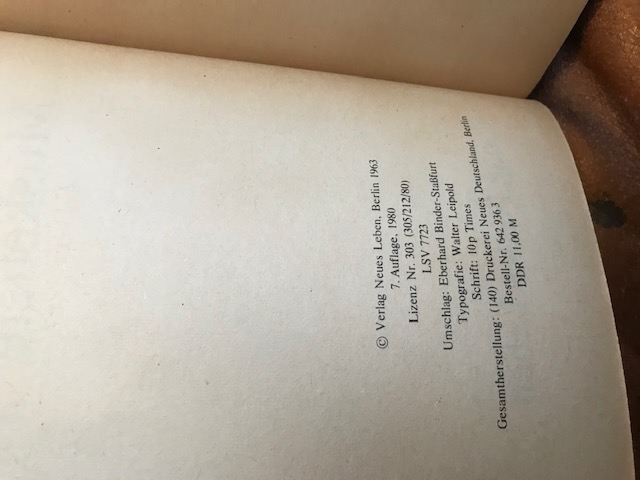 © Verlag Neues Leben, Berlin 1963
7. Auflage, 1980
Lizenz Nr. 303 (305/212/80)
LSV 7723
Umschlag: Eberhard Binder-Staßfurt
Typografie: Walter Leipold
Schrift: 10p Times
Gesamtherstellung: (140) Druckerei Neues Deutschland, Berlin
Bestell-Nr. 642 936 3
DDR 11,00 M